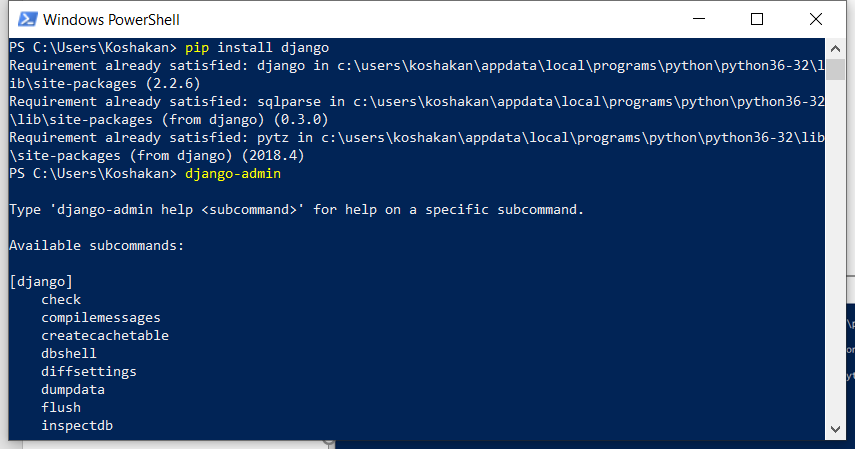 Windows PowerShell
PS C:\Users\Koshakan> pip install django
Requirement already satisfied: django in c:\users\koshakan\appdata\local\programs\python\python36-32\l
ib\site-packages (2.2.6)
Requirement already satisfied: sqlparse in c:\users\koshakan\appdata\local\programs\python\python36-32
\lib\site-packages (from django) (0.3.0)
Requirement already satisfied: pytz in c:\users\koshakan\appdata\local\programs\python\python36-32\lib
\site-packages (from django) (2018.4)
PS C:\Users\Koshakan> django-admin
Type 'django-admin help <subcommand>' for help on a specific subcommand.
Available subcommands:
[django]
check
compilemessages
createcachetable
dbshell
diffsettings
dumpdata
flush
inspectdb